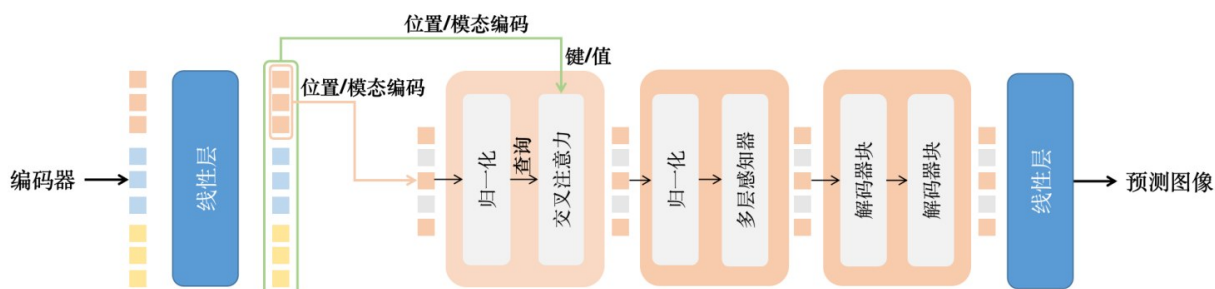 位置/模态编码
键/值
位置/模态编码
编码器
线性层
归一化
查询
交叉注意力
归一化
多层感知器
解码器块
解码器块
线性层
预测图像